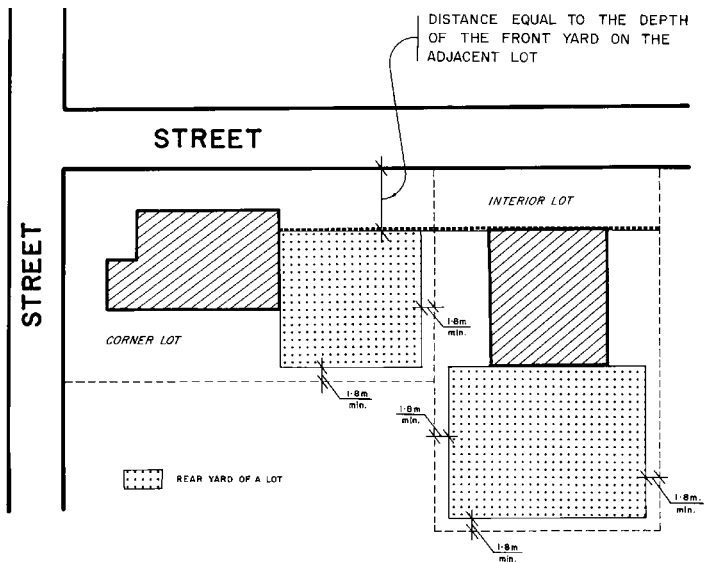 DISTANCE EQUAL TO THE DEPTH
OF THE FRONT YARD ON THE
ADJACENT LOT
STREET
INTERIOR LOT
STREET
1·8m
min.
CORNER LOT
1·8m
min.
1·8m
min.
REAR YARD OF A LOT
1·8m.
min.
1·8m
min.